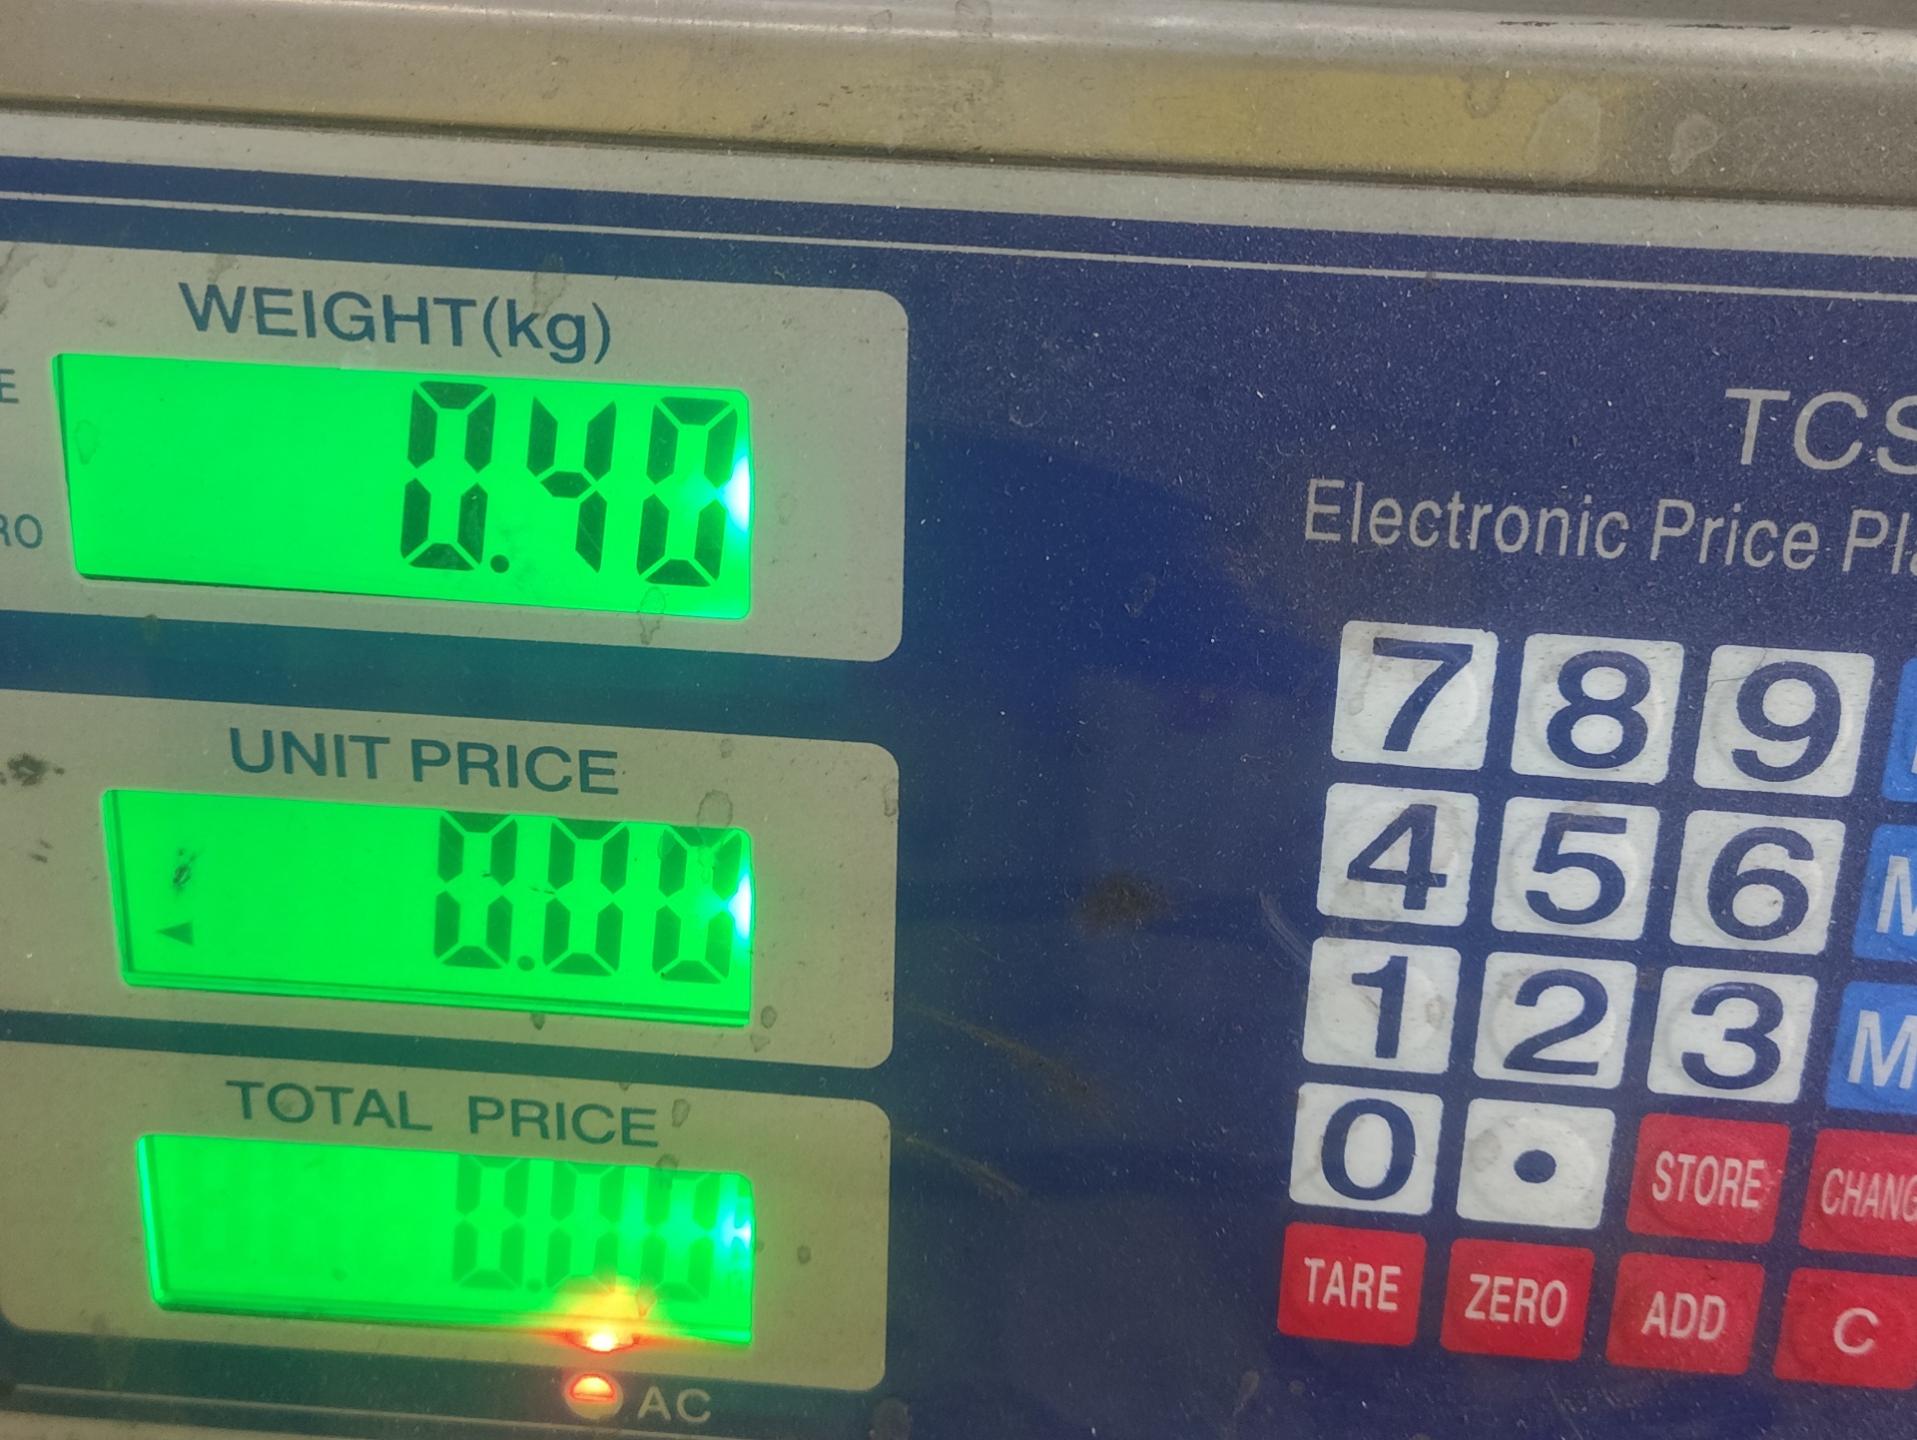 WEIGHT(kg)
0.40
UNIT PRICE
0.00
TOTAL PRICE
0.00
AC
TCS
Electronic Price
7 8 9
4 5 6
1 2 3
0 . STORE
TARE ZERO ADD C